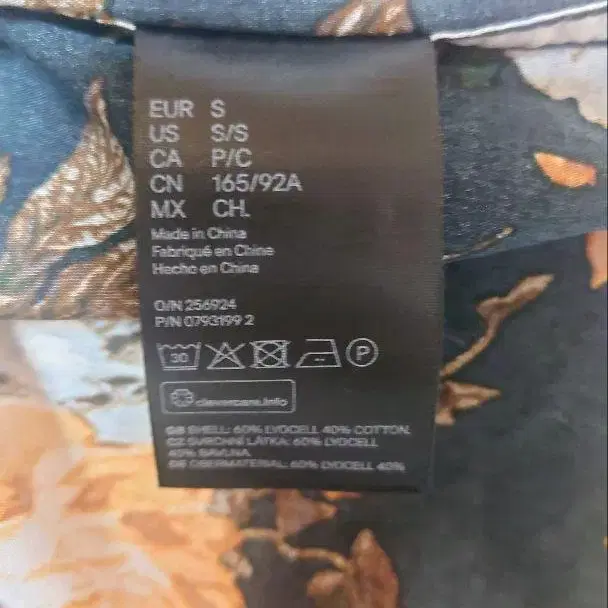 EUR S
US S/S
CA P/C
CN 165/92A
MX CH.
Made in China
Fabriqué en Chine
Hecho en China
O/N 256924
P/N 0793199 2
30 P
clevercare.info
GB SHELL: 60% LYOCELL 40% COTTON.
CZ SVRCHNÍ LÁTKA: 60% LYOCELL
40% BAVLNA
DE OBERMATERIAL: 60% LYOCELL 40%